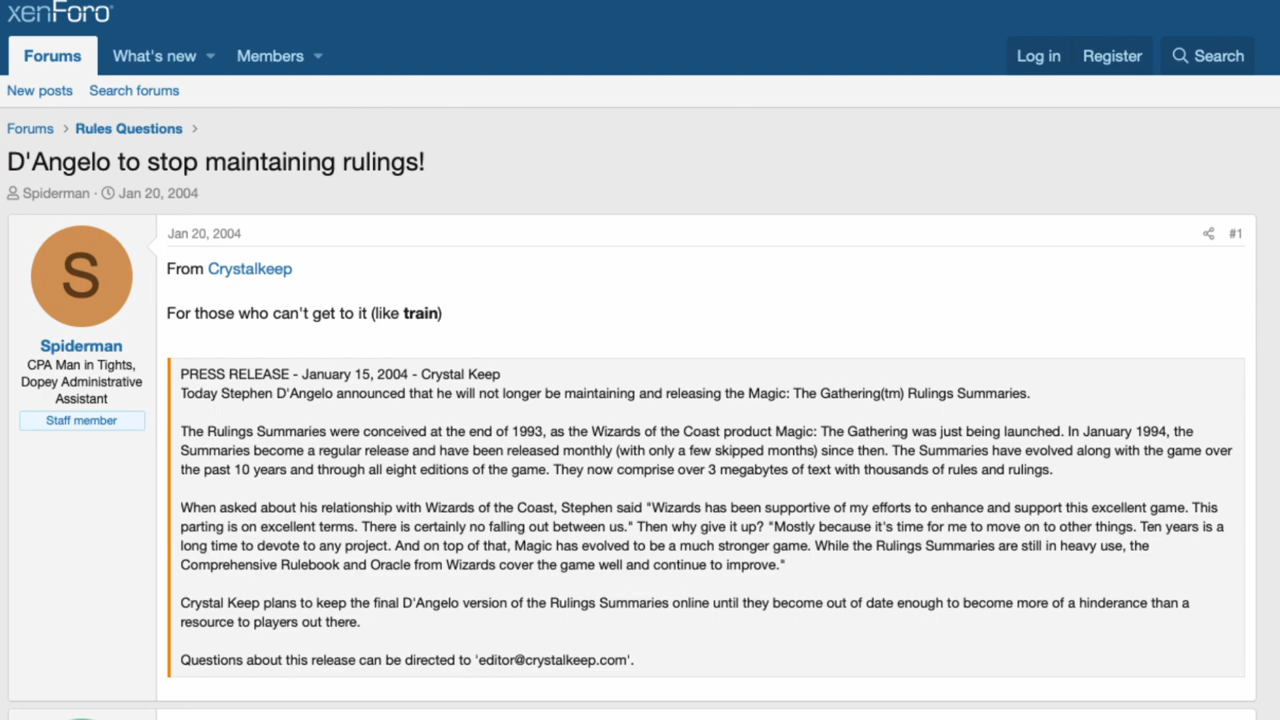 xenForo
Forums What's new Members Log in Register Search
New posts Search forums
Forums > Rules Questions >
D'Angelo to stop maintaining rulings!
Spiderman · Jan 20, 2004
S
Spiderman
CPA Man in Tights,
Dopey Administrative
Assistant
Staff member
Jan 20, 2004 #1
From Crystalkeep
For those who can't get to it (like train)
PRESS RELEASE - January 15, 2004 - Crystal Keep
Today Stephen D'Angelo announced that he will not longer be maintaining and releasing the Magic: The Gathering(tm) Rulings Summaries.
The Rulings Summaries were conceived at the end of 1993, as the Wizards of the Coast product Magic: The Gathering was just being launched. In January 1994, the
Summaries become a regular release and have been released monthly (with only a few skipped months) since then. The Summaries have evolved along with the game over
the past 10 years and through all eight editions of the game. They now comprise over 3 megabytes of text with thousands of rules and rulings.
When asked about his relationship with Wizards of the Coast, Stephen said "Wizards has been supportive of my efforts to enhance and support this excellent game. This
parting is on excellent terms. There is certainly no falling out between us." Then why give it up? "Mostly because it's time for me to move on to other things. Ten years is a
long time to devote to any project. And on top of that, Magic has evolved to be a much stronger game. While the Rulings Summaries are still in heavy use, the
Comprehensive Rulebook and Oracle from Wizards cover the game well and continue to improve."
Crystal Keep plans to keep the final D'Angelo version of the Rulings Summaries online until they become out of date enough to become more of a hinderance than a
resource to players out there.
Questions about this release can be directed to 'editor@crystalkeep.com'.